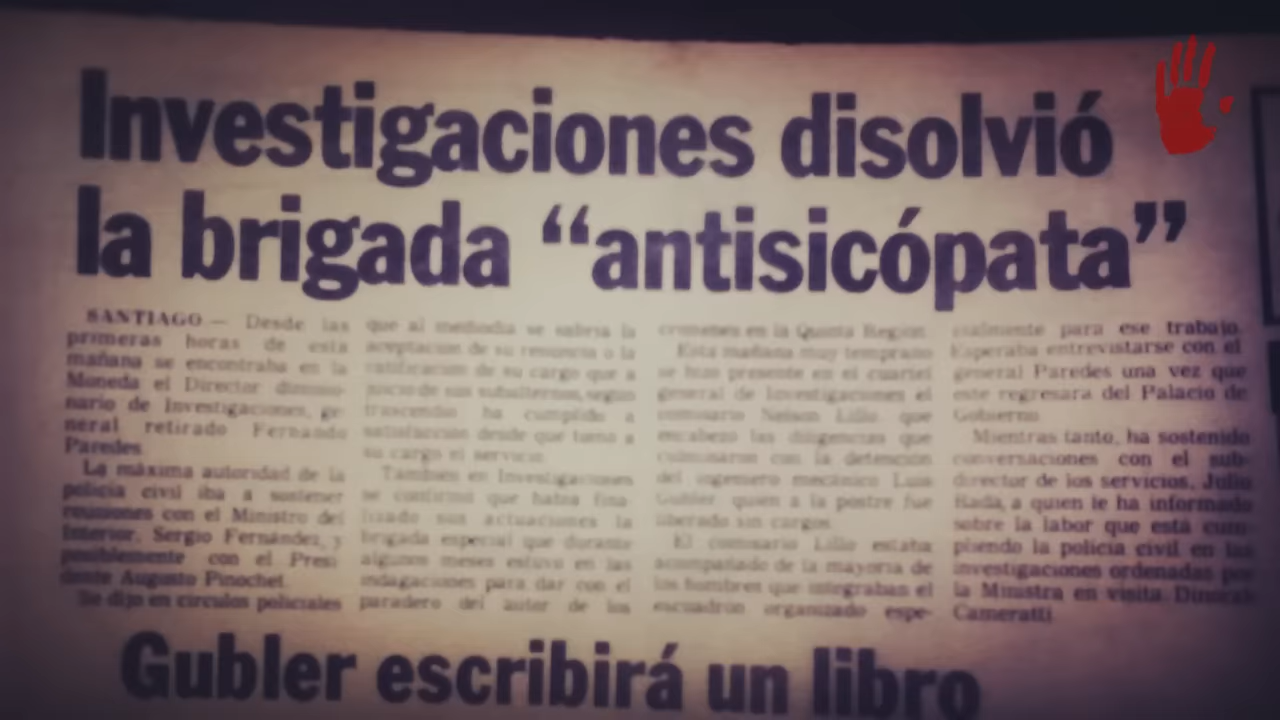 Investigaciones disolvió
la brigada “antisicópata”
SANTIAGO.— Desde las
primeras horas de esta
mañana se encontraba en la
Moneda el Director dimisio-
nario de Investigaciones, ge-
neral retirado Fernando
Paredes.
La máxima autoridad de la
policía civil iba a sostener
reuniones con el Ministro del
Interior, Sergio Fernández, y
posiblemente con el Presi-
dente Augusto Pinochet.
Se dijo en círculos policiales
que al mediodía se sabría la
aceptación de su renuncia o la
ratificación de su cargo que a
juicio de sus subalternos, según
trascendió ha cumplido a
satisfacción desde que tomó a
su cargo el servicio.
También en Investigaciones
se confirmó que había fina-
lizado sus actuaciones la
brigada especial que durante
algunos meses estuvo en las
indagaciones para dar con el
paradero del autor de los
crímenes en la Quinta Región.
Esta mañana muy temprano
se hizo presente en el cuartel
general de Investigaciones el
comisario Nelson Lillo, que
encabezó las diligencias que
culminaron con la detención
del ingeniero mecánico Luis
Gubler, quien a la postre fue
liberado sin cargos.
El comisario Lillo estaba
acompañado de la mayoría de
los hombres que integraban el
escuadrón organizado espe-
cialmente para ese trabajo.
Esperaba entrevistarse con el
general Paredes una vez que
este regresara del Palacio de
Gobierno.
Mientras tanto, ha sostenido
conversaciones con el sub-
director de los servicios, Julio
Rada, a quien le ha informado
sobre la labor que está cum-
pliendo la policía civil en las
investigaciones ordenadas por
la Ministra en visita
Cameratti.
Gubler escribirá un libro